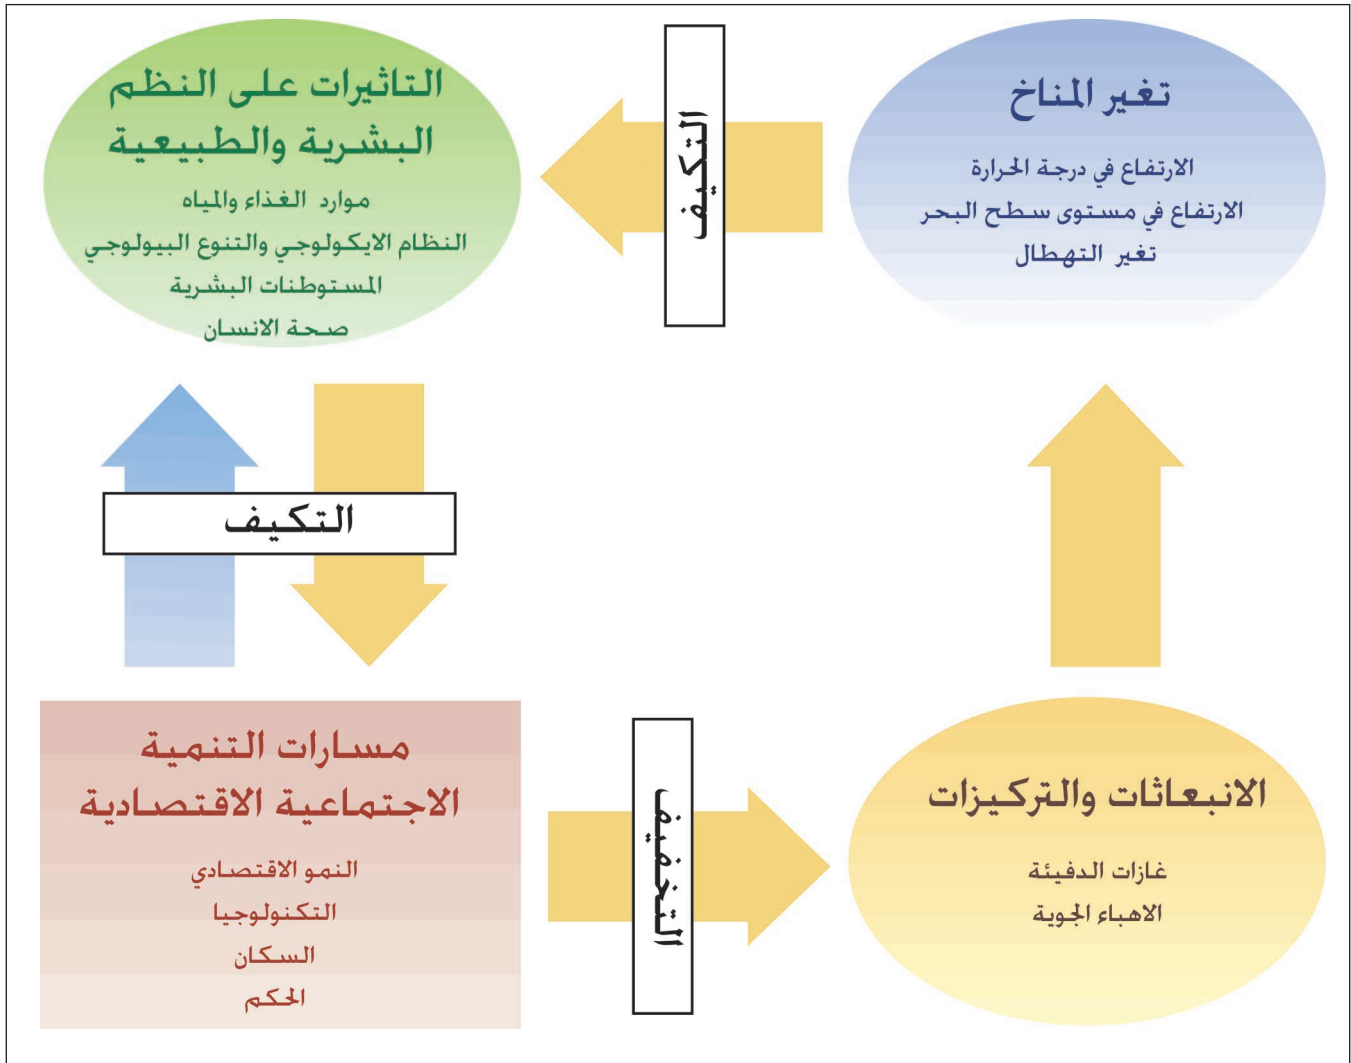 تغير المناخ
الارتفاع في درجة الحرارة
الارتفاع في مستوى سطح البحر
تغير التهطال
التكيف
التاثيرات على النظم
البشرية والطبيعية
موارد الغذاء والمياه
النظام الايكولوجي والتنوع البيولوجي
المستوطنات البشرية
صحة الانسان
التكيف
مسارات التنمية
الاجتماعية الاقتصادية
النمو الاقتصادي
التكنولوجيا
السكان
الحكم
التخفيف
الانبعاثات والتركيزات
غازات الدفيئة
الاهباء الجوية